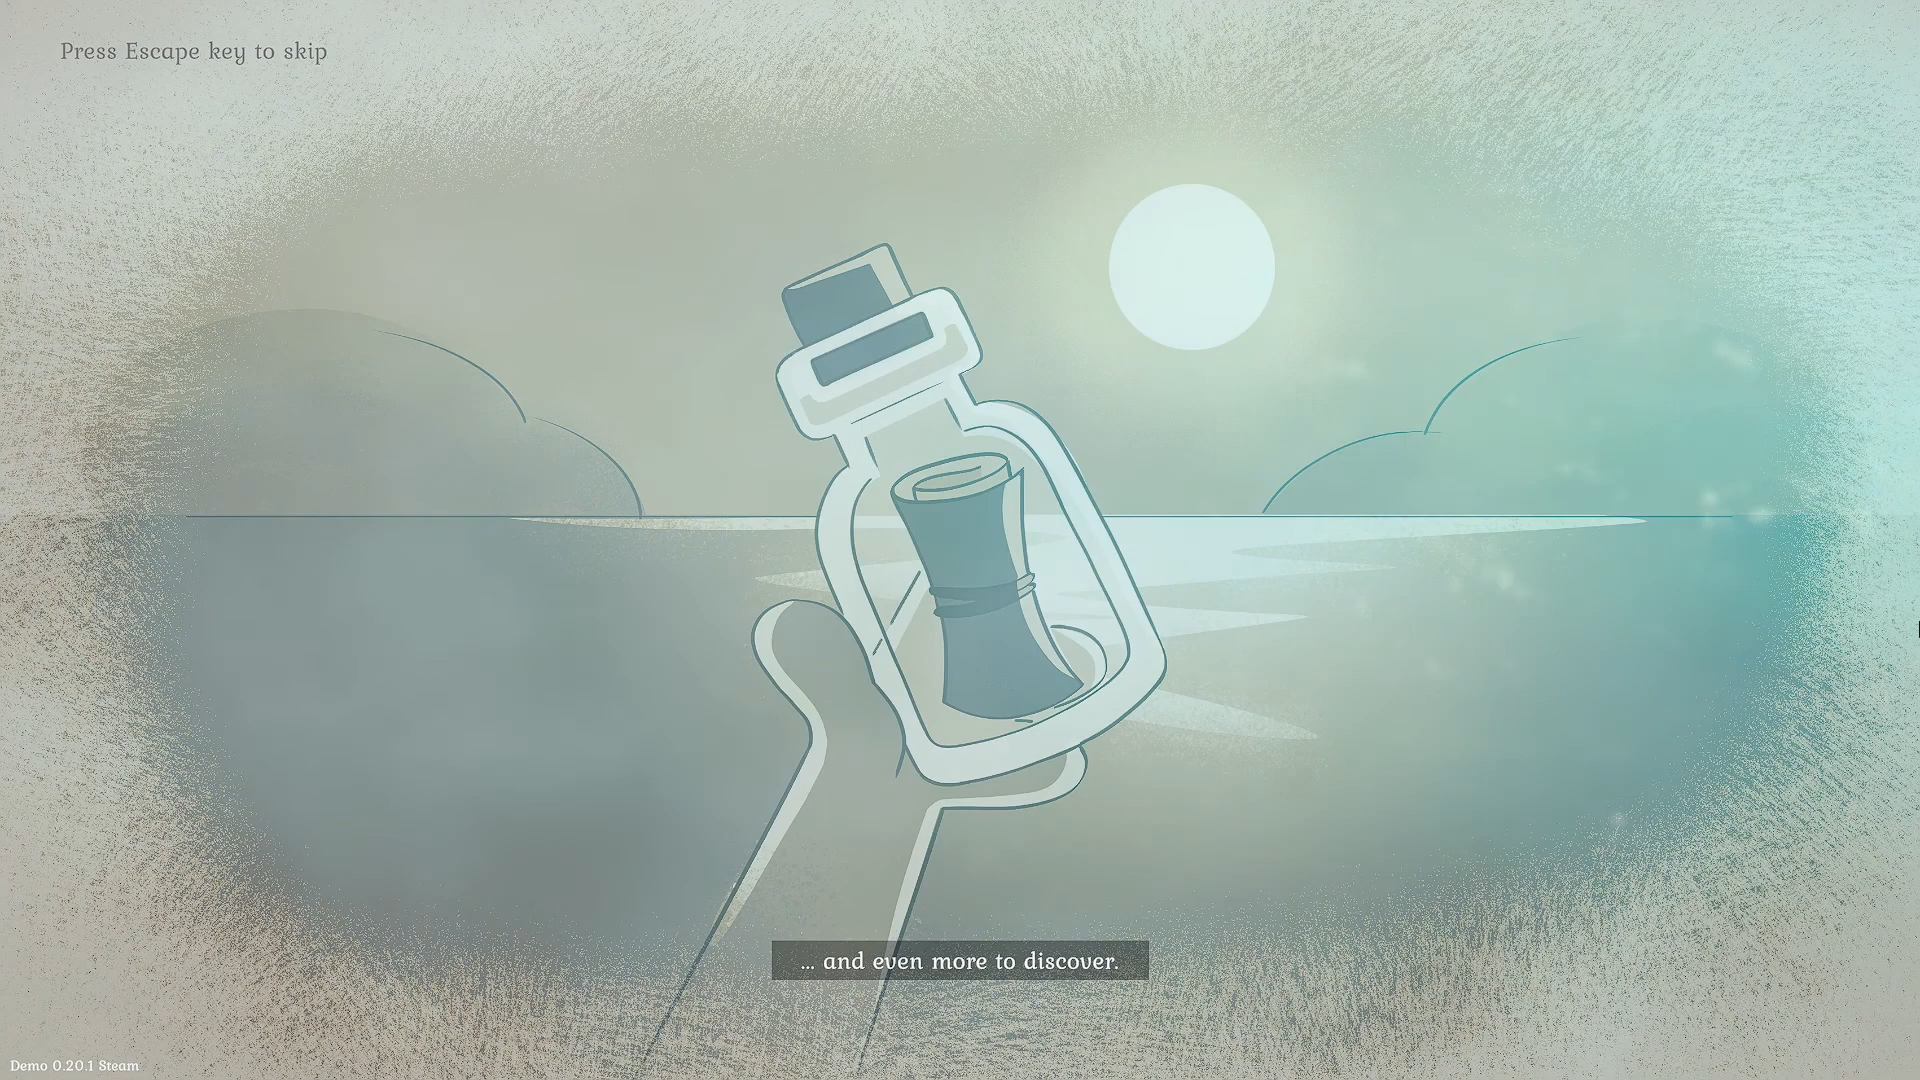 Press Escape key to skip
... and even more to discover.
Demo 0.20.1 Steam